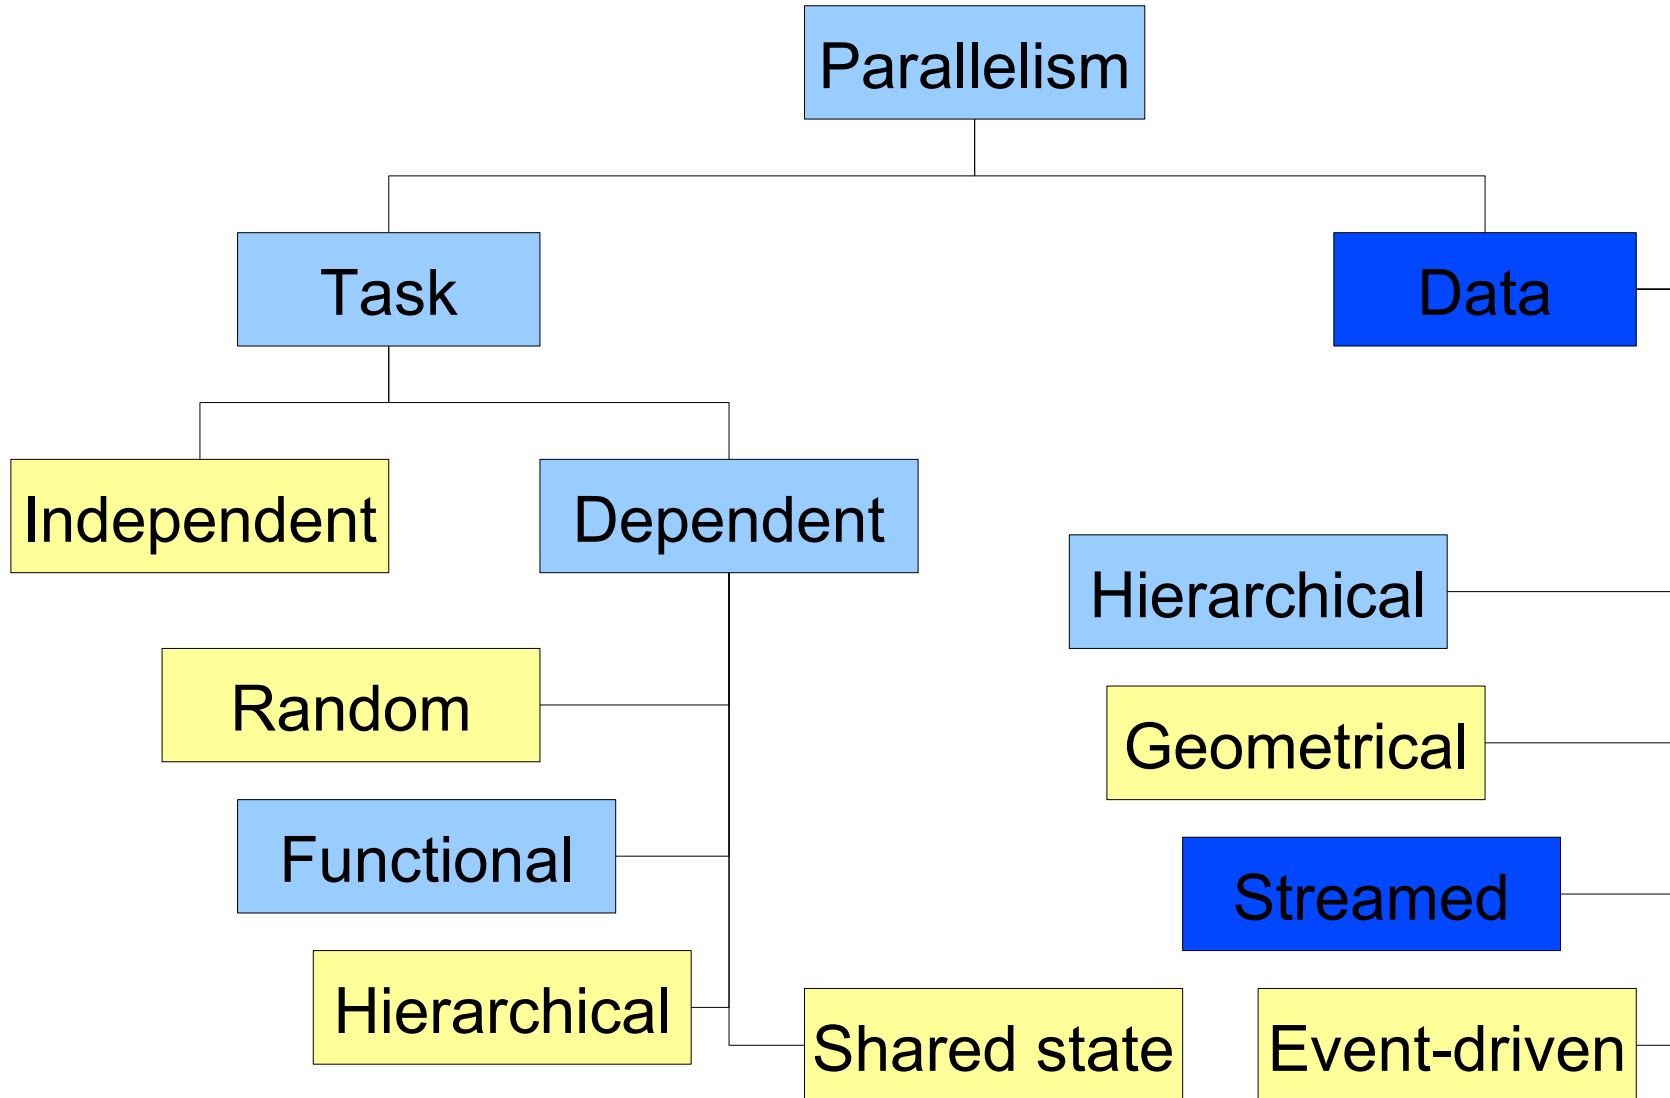 Parallelism
Task
Data
Independent
Dependent
Hierarchical
Random
Geometrical
Functional
Streamed
Hierarchical
Shared state
Event-driven